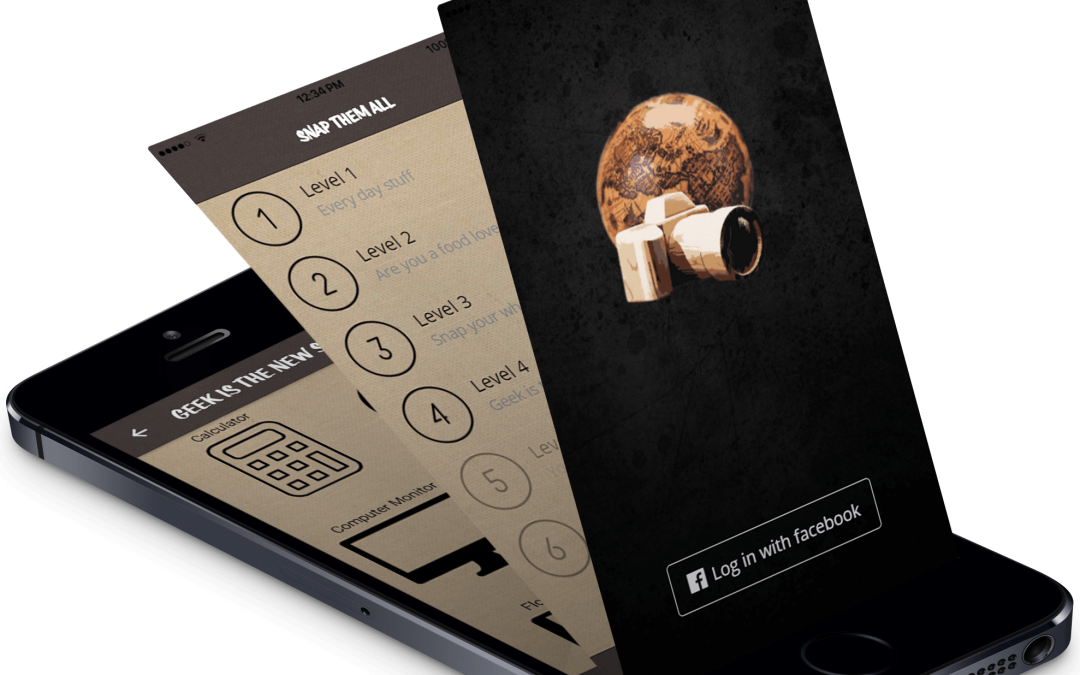 100
12:34 PM
SNAP THEM ALL
1
Level 1
Every day stuff
2
Level 2
Are you a food love
3
Level 3
Snap your wh
4
Level 4
Geek is
5
Lev
6
GEEK IS THE NEW S
Calculator
Computer Monitor
Flo
f Log in with facebook